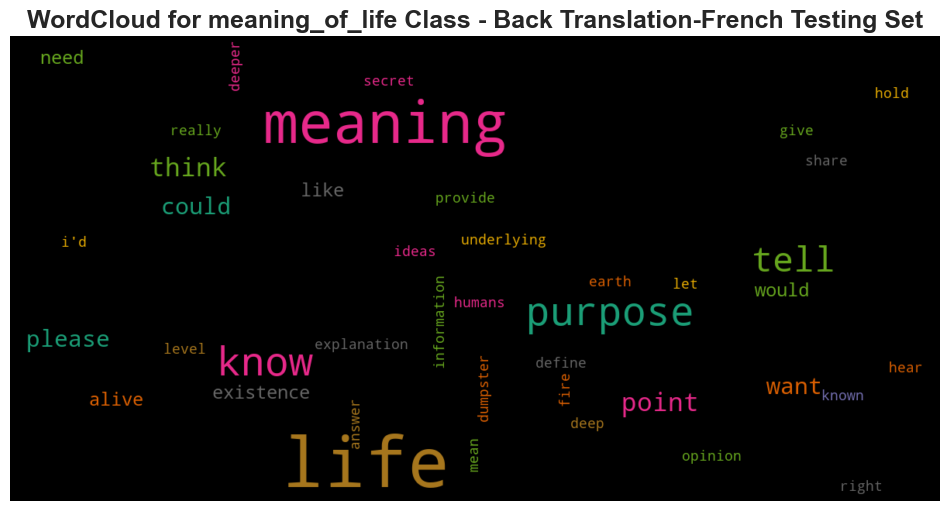 WordCloud for meaning_of_life Class - Back Translation-French Testing Set
need
deeper
secret
hold
meaning
really
give
think
share
like
provide
could
i'd
underlying
ideas
tell
earth
let
would
information
humans
purpose
please
level
explanation
know
define
hear
existence
dumpster
fire
want
known
alive
point
answer
deep
life
mean
opinion
right